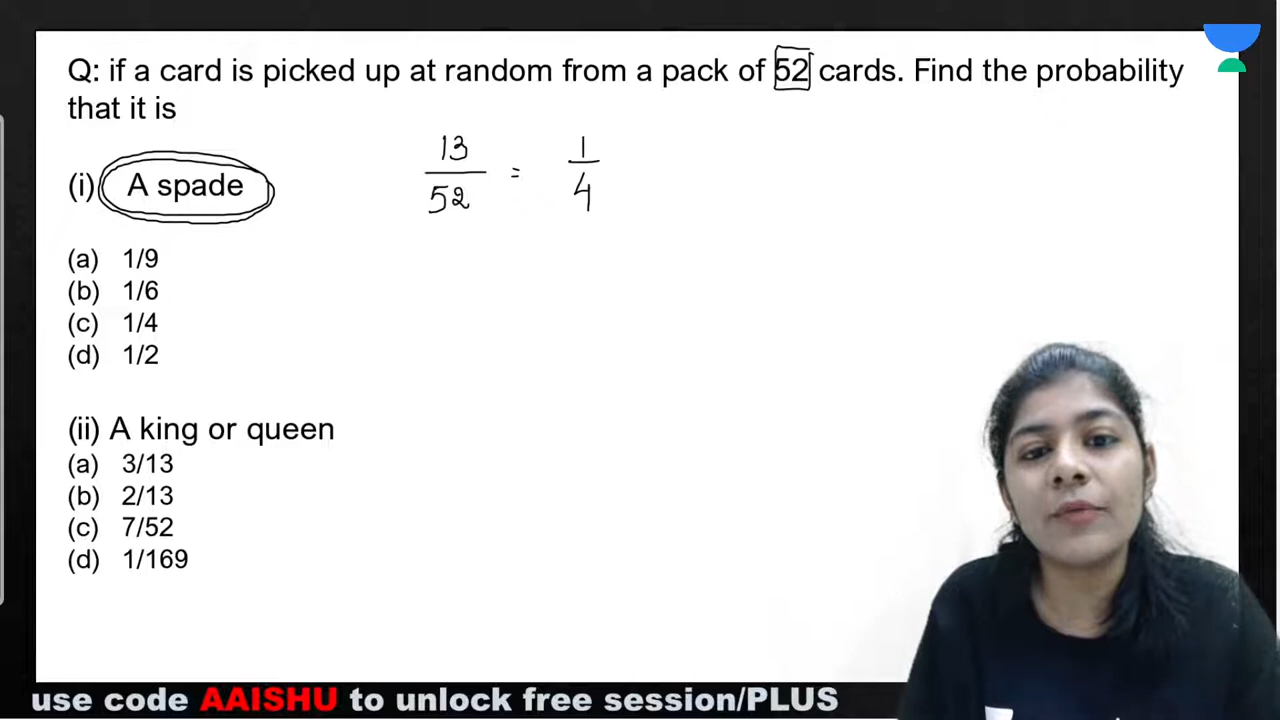 Q: if a card is picked up at random from a pack of 52 cards. Find the probability
that it is
(i) A spade
13/52 = 1/4
(a) 1/9
(b) 1/6
(c) 1/4
(d) 1/2
(ii) A king or queen
(a) 3/13
(b) 2/13
(c) 7/52
(d) 1/169
use code AAISHU to unlock free session/PLUS